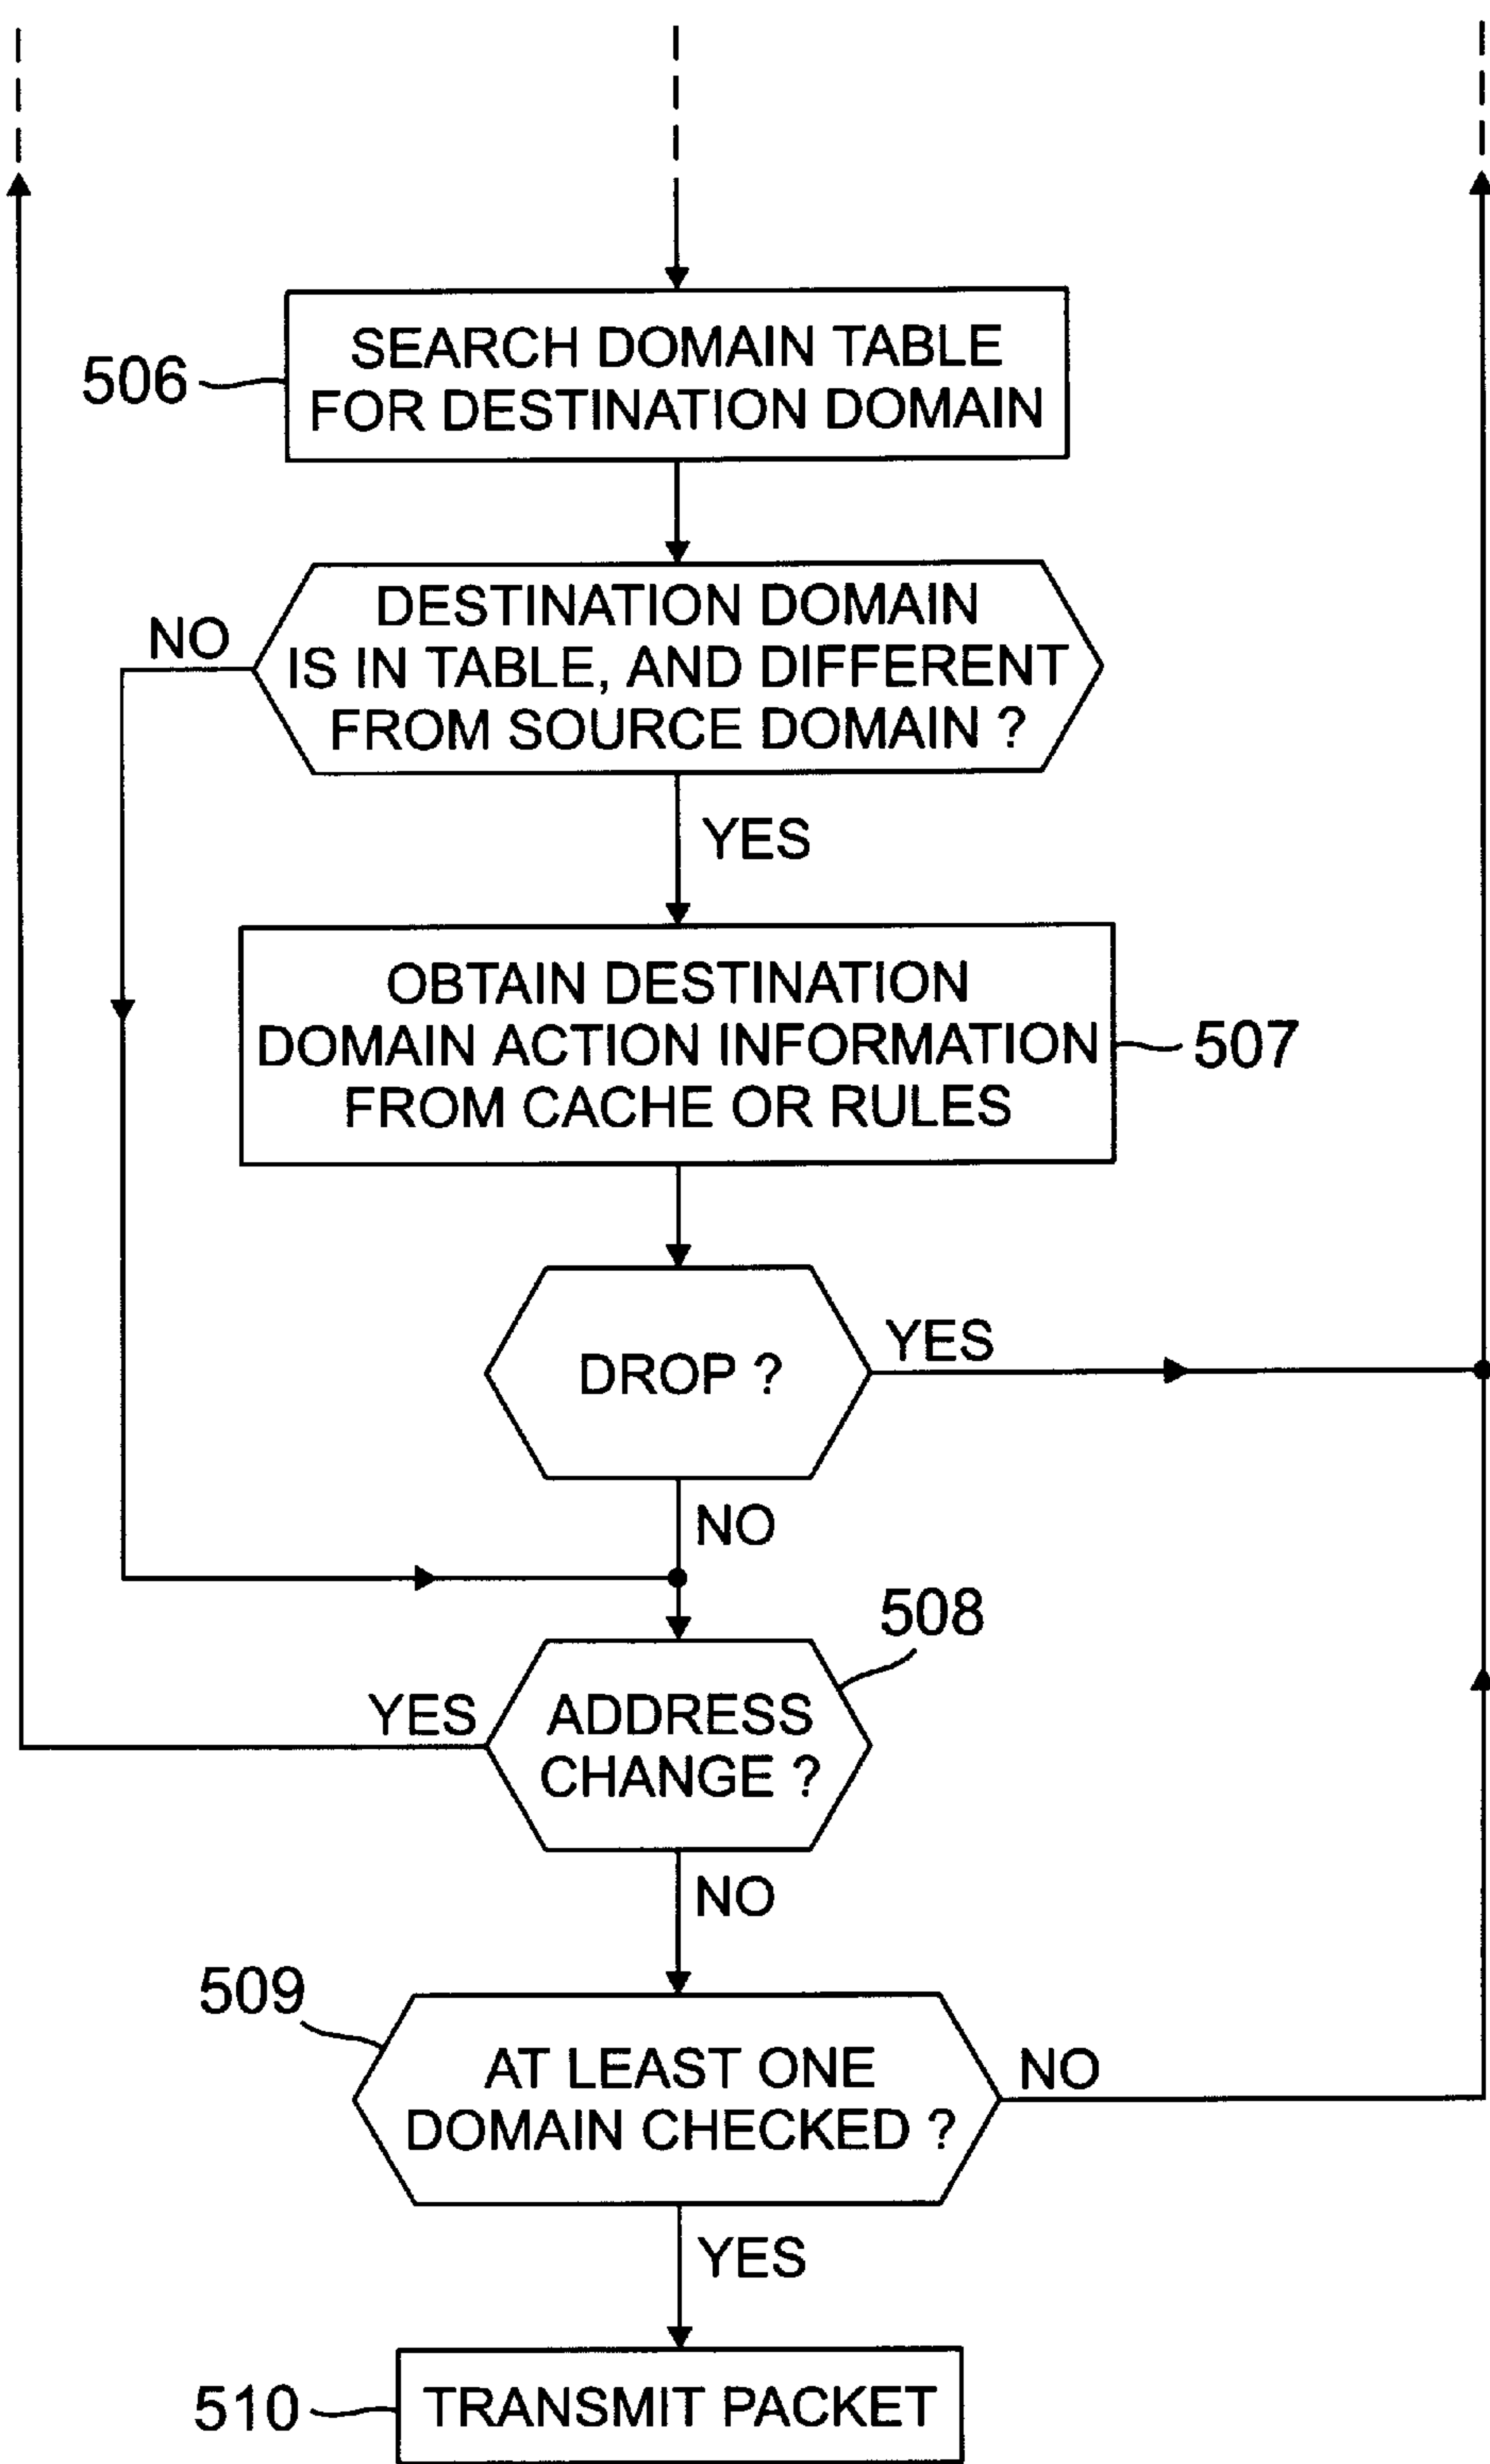 506
SEARCH DOMAIN TABLE
FOR DESTINATION DOMAIN
NO
DESTINATION DOMAIN
IS IN TABLE, AND DIFFERENT
FROM SOURCE DOMAIN ?
YES
OBTAIN DESTINATION
DOMAIN ACTION INFORMATION
FROM CACHE OR RULES
507
DROP ?
YES
NO
508
YES
ADDRESS
CHANGE ?
NO
509
AT LEAST ONE
DOMAIN CHECKED ?
NO
YES
510
TRANSMIT PACKET